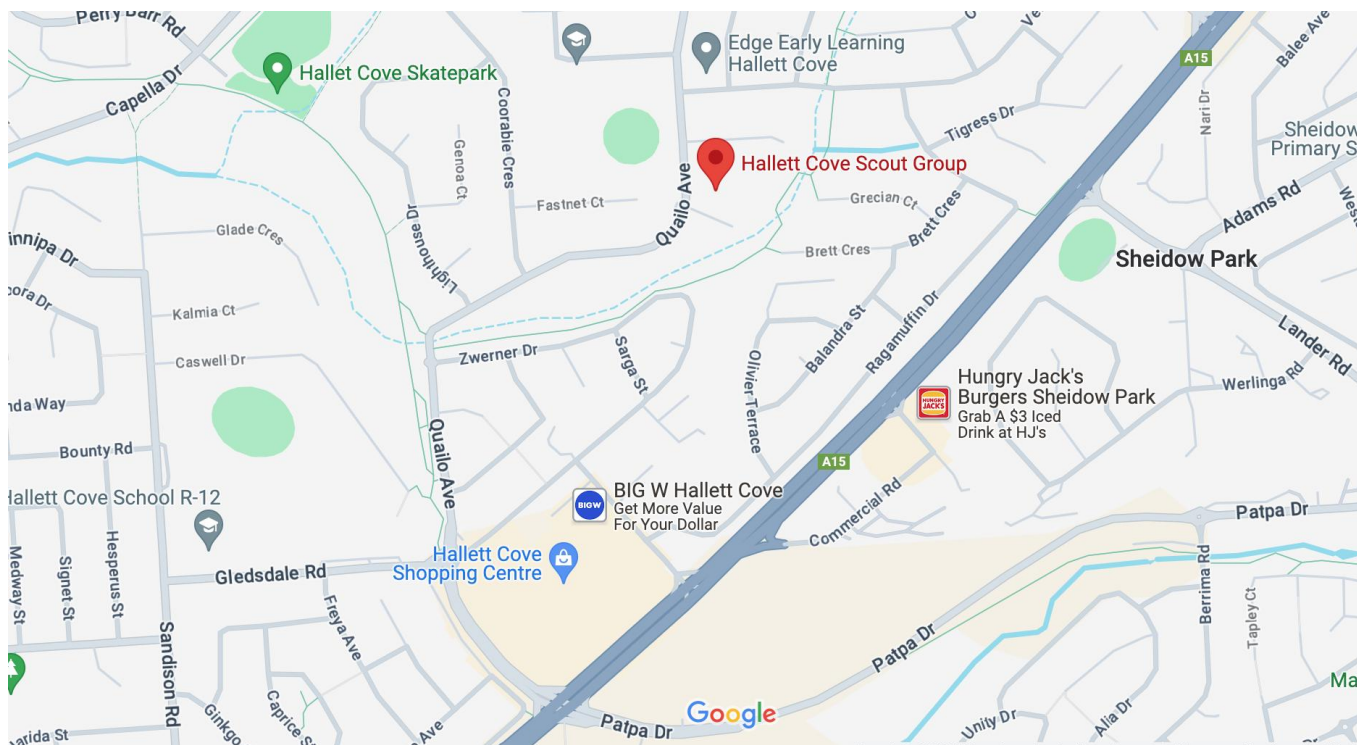 Perry Barr Rd
Capella Dr
Hallet Cove Skatepark
Edge Early Learning
Hallett Cove
A15
Balee Ave
Nari Dr
Tigress Dr
Sheidow
Primary S
Coorabie Cres
Genoa Ct
Hallett Cove Scout Group
Fastnet Ct
Quailo Ave
Grecian Ct
Brett Cres
Adams Rd
Glade Cres
Lighthouse Dr
innipa Dr
Brett Cres
Sheidow Park
cora Dr
Kalmia Ct
Caswell Dr
Zwerner Dr
Sarga St
Olivier Terrace
Balandra St
Ragamuffin Dr
Lander Rd
Werlinga Rd
Hungry Jack's
Burgers Sheidow Park
Grab A $3 Iced
Drink at HJ's
HUNGRY
JACK'S
nda Way
Bounty Rd
Quailo Ave
A15
Hallett Cove School R-12
BIG W Hallett Cove
Get More Value
For Your Dollar
BIGW
Commercial Rd
Patpa Dr
Hallett Cove
Shopping Centre
Medway St
Signet St
Hesperus St
Gledsdale Rd
Freya Ave
Sandison Rd
Berrima Rd
Tapley Ct
Patpa Dr
Ma
Ginkgo
Caprice S
Ave
Google
Patpa Dr
Unity Dr
Alia Dr
arida St